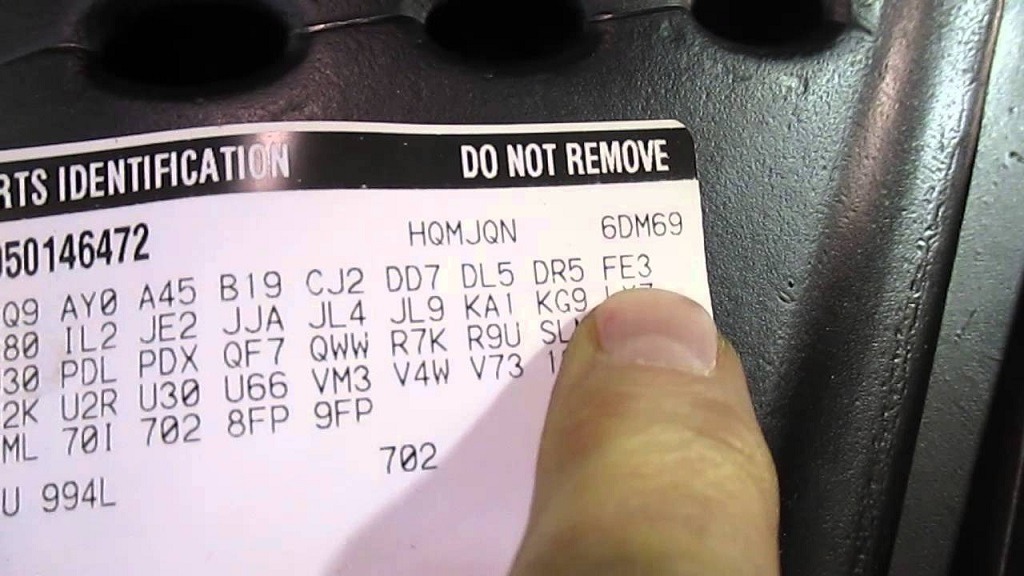 RTS IDENTIFICATION DO NOT REMOVE
50146472 HQMJQN 6DM69
Q9 AY0 A45 B19 CJ2 DD7 DL5 DR5 FE3
80 IL2 JE2 JJA JL4 JL9 KA1 KG9
30 PDL PDX QF7 QWW R7K R9U
2K U2R U30 U66 VM3 V4W V73
ML 70I 702 8FP 9FP
702
U 994L